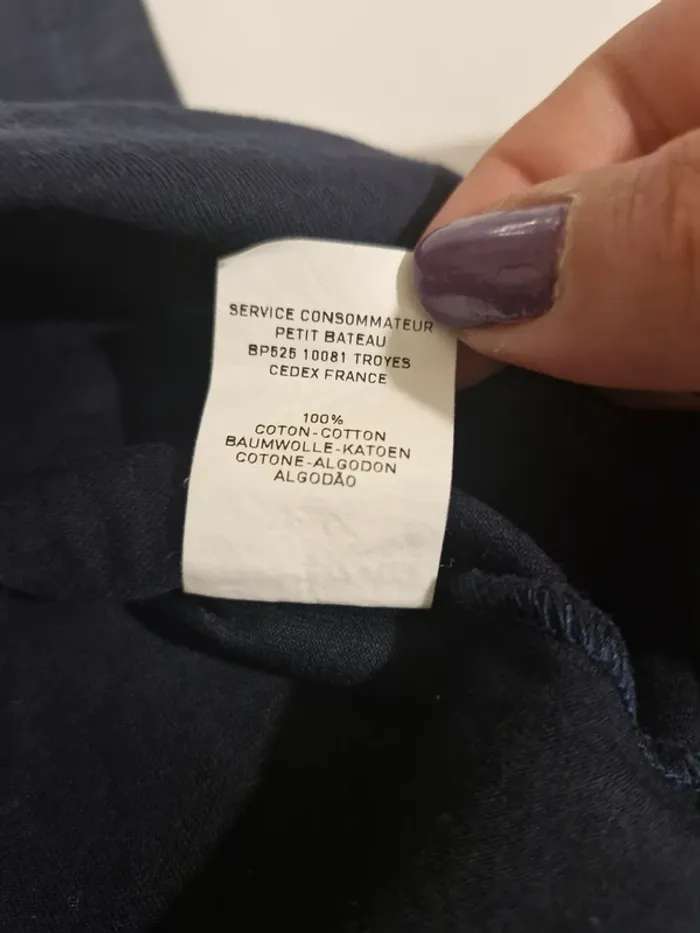 SERVICE CONSOMMATEUR
PETIT BATEAU
BP525 10081 TROYES
CEDEX FRANCE
100%
COTON-COTTON
BAUMWOLLE-KATOEN
COTONE-ALGODON
ALGODÃO